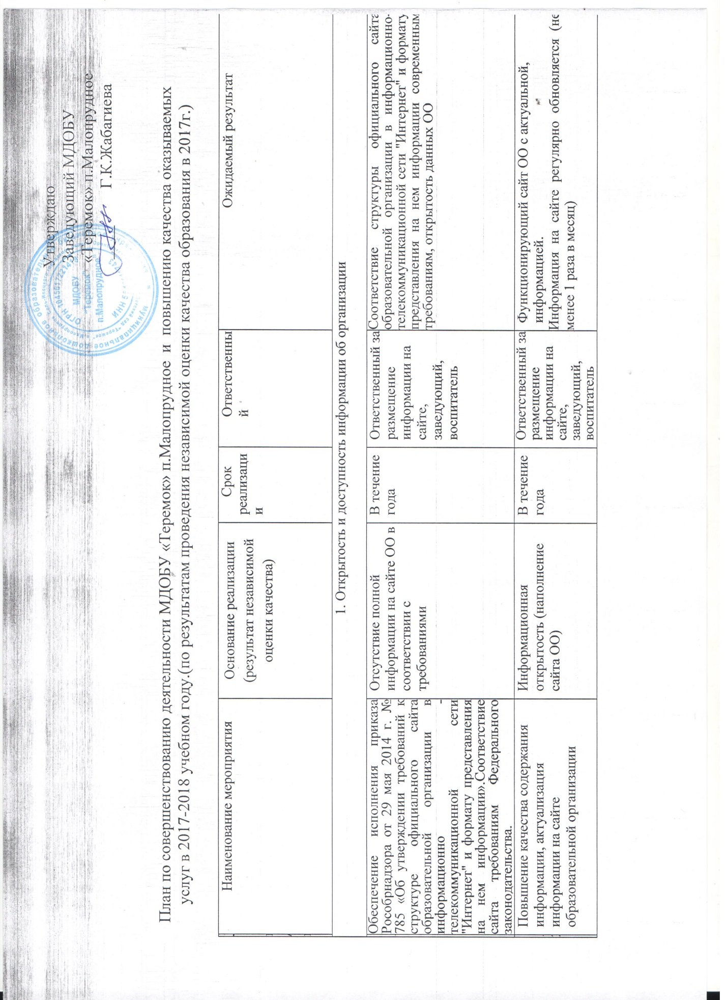 Утверждаю
Заведующий МДОБУ
«Теремок» п.Малопрудное
Г.К.Жабагиева
МДОБУ
"Теремок"
п.Малопрудное
План по совершенствованию деятельности МДОБУ «Теремок» п.Малопрудное и повышению качества оказываемых
услуг в 2017-2018 учебном году.(по результатам проведения независимой оценки качества образования в 2017г.)
Наименование мероприятия
Основание реализации
(результат независимой
оценки качества)
Срок
реализаци
и
Ответственны
й
Ожидаемый результат
1. Открытость и доступность информации об организации
Обеспечение исполнения приказа
Рособрнадзора от 29 мая 2014 г. №
785 «Об утверждении требований к
структуре официального сайта
образовательной организации в
информационно -
телекоммуникационной сети
"Интернет" и формату представления
на нем информации».Соответствие
сайта требованиям Федерального
законодательства.
Отсутствие полной
информации на сайте ОО в
соответствии с
требованиями
В течение
года
Ответственный за
размещение
информации на
сайте,
заведующий,
воспитатель
Соответствие структуры официального сайта
образовательной организации в информационно-
телекоммуникационной сети "Интернет" и формату
представления на нем информации современным
требованиям, открытость данных ОО
Повышение качества содержания
информации, актуализация
информации на сайте
образовательной организации
Информационная
открытость (наполнение
сайта ОО)
В течение
года
Ответственный за
размещение
информации на
сайте,
заведующий,
воспитатель
Функционирующий сайт ОО с актуальной,
информацией.
Информация на сайте регулярно обновляется (не
менее 1 раза в месяц)